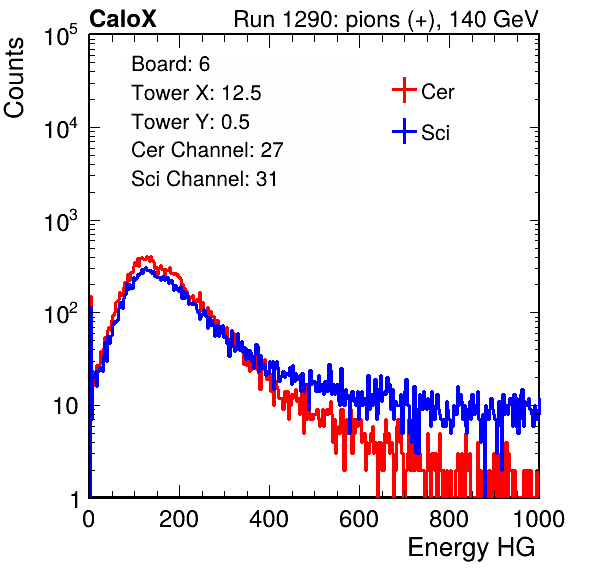 CaloX Run 1290: pions (+), 140 GeV
Counts
10^5
10^4
10^3
10^2
10
1
Board: 6
Tower X: 12.5
Tower Y: 0.5
Cer Channel: 27
Sci Channel: 31
Cer
Sci
0 200 400 600 800 1000
Energy HG